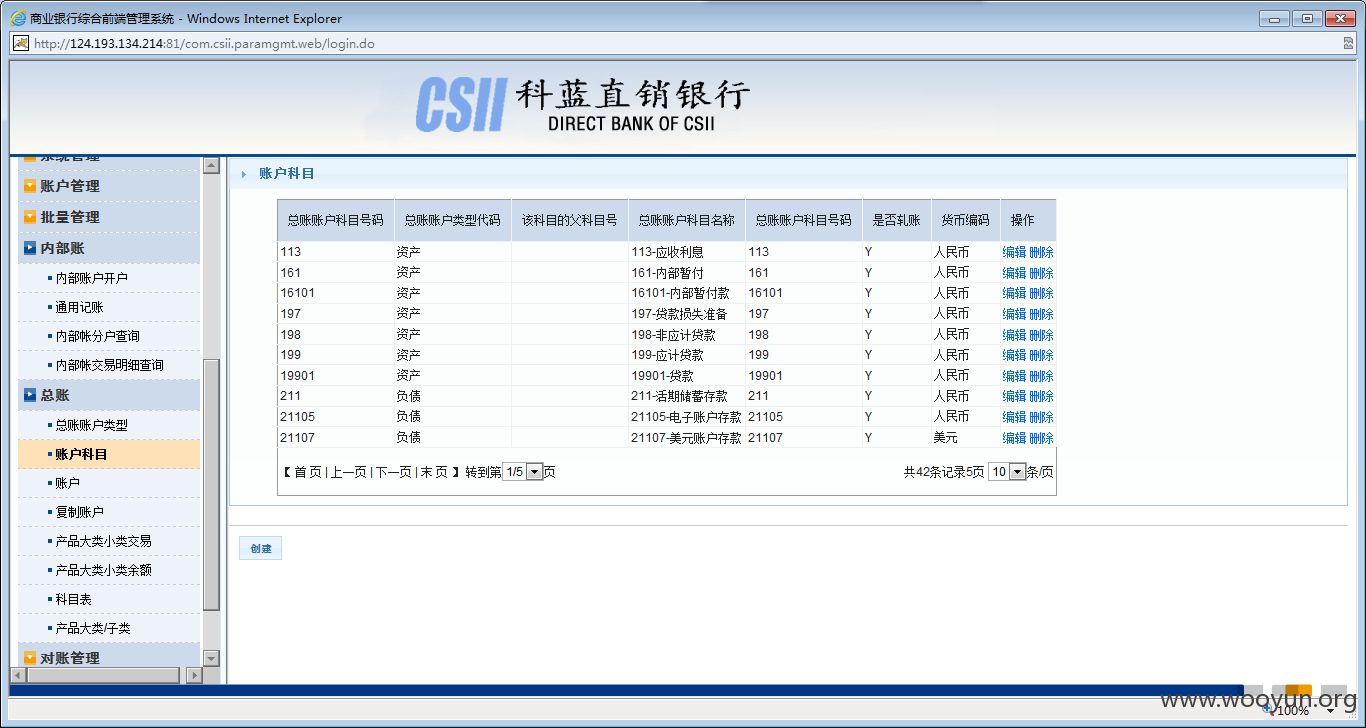 商业银行综合前端管理系统 - Windows Internet Explorer
http://124.193.134.214:81/com.csii.paramgmt.web/login.do
CSII 科蓝直销银行
DIRECT BANK OF CSII
系统管理
账户管理
批量管理
内部账
内部账户开户
通用记账
内部帐分户查询
内部帐交易明细查询
总账
总账账户类型
账户科目
账户
复制账户
产品大类小类交易
产品大类小类余额
科目表
产品大类/子类
对账管理
账户科目
总账账户科目号码 总账账户类型代码 该科目的父科目号 总账账户科目名称 总账账户科目号码 是否轧账 货币编码 操作
113 资产 113-应收利息 113 Y 人民币 编辑 删除
161 资产 161-内部暂付 161 Y 人民币 编辑 删除
16101 资产 16101-内部暂付款 16101 Y 人民币 编辑 删除
197 资产 197-贷款损失准备 197 Y 人民币 编辑 删除
198 资产 198-非应计贷款 198 Y 人民币 编辑 删除
199 资产 199-应计贷款 199 Y 人民币 编辑 删除
19901 资产 19901-贷款 19901 Y 人民币 编辑 删除
211 负债 211-活期储蓄存款 211 Y 人民币 编辑 删除
21105 负债 21105-电子账户存款 21105 Y 人民币 编辑 删除
21107 负债 21107-美元账户存款 21107 Y 美元 编辑 删除
【 首 页 | 上一页 | 下一页 | 末 页 】 转到第 1/5 页 共42条记录5页 10 条/页
创建
www.wooyun.org
100%